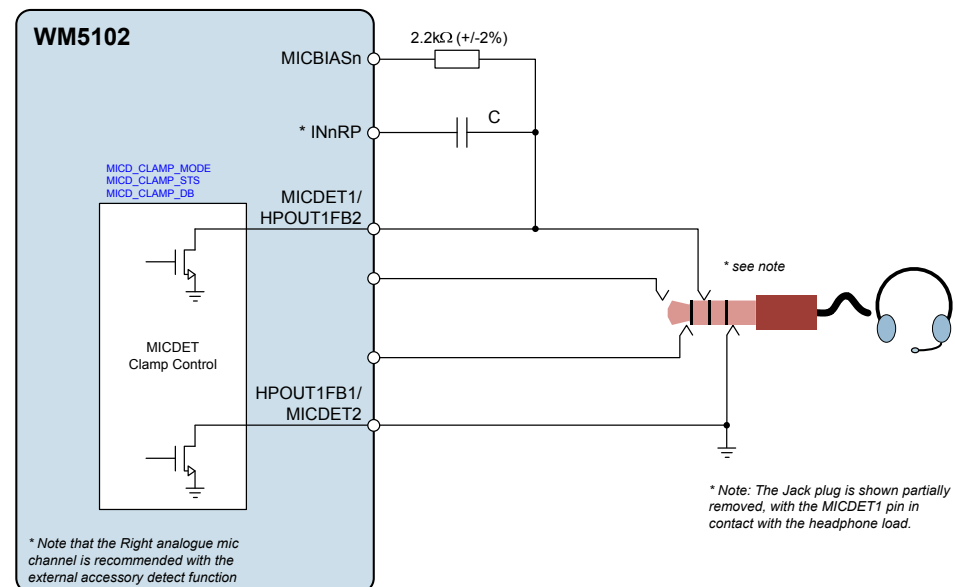 WM5102
2.2kΩ (+/-2%)
MICBIASn
C
* INnRP
MICD_CLAMP_MODE
MICD_CLAMP_STS
MICD_CLAMP_DB
MICDET1/
HPOUT1FB2
* see note
MICDET
Clamp Control
HPOUT1FB1/
MICDET2
* Note: The Jack plug is shown partially
removed, with the MICDET1 pin in
contact with the headphone load.
* Note that the Right analogue mic
channel is recommended with the
external accessory detect function